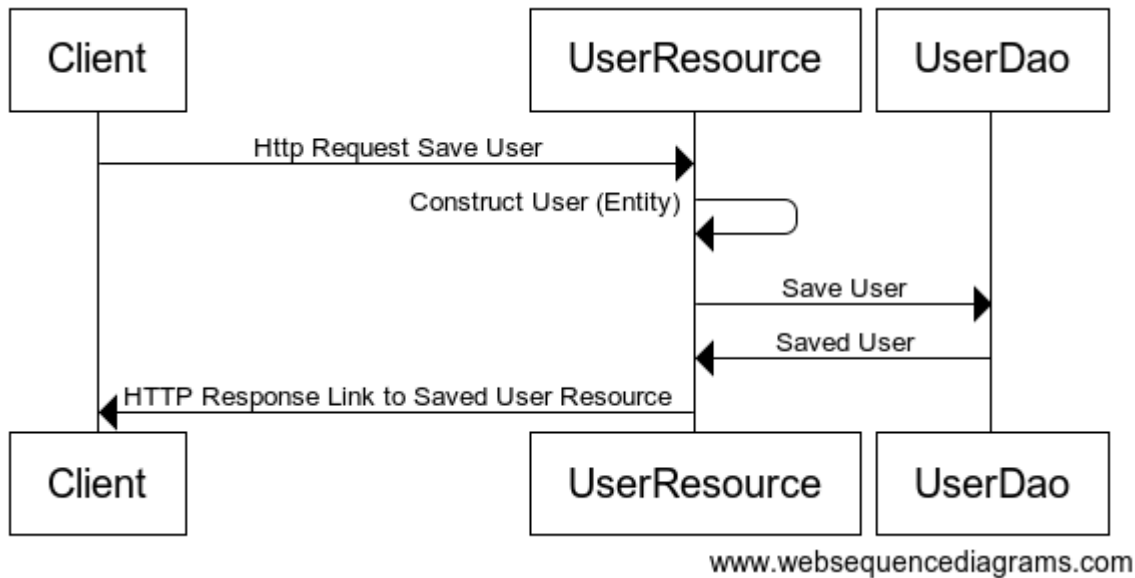 Client
UserResource
UserDao
Http Request Save User
Construct User (Entity)
Save User
Saved User
HTTP Response Link to Saved User Resource
Client
UserResource
UserDao
www.websequencediagrams.com